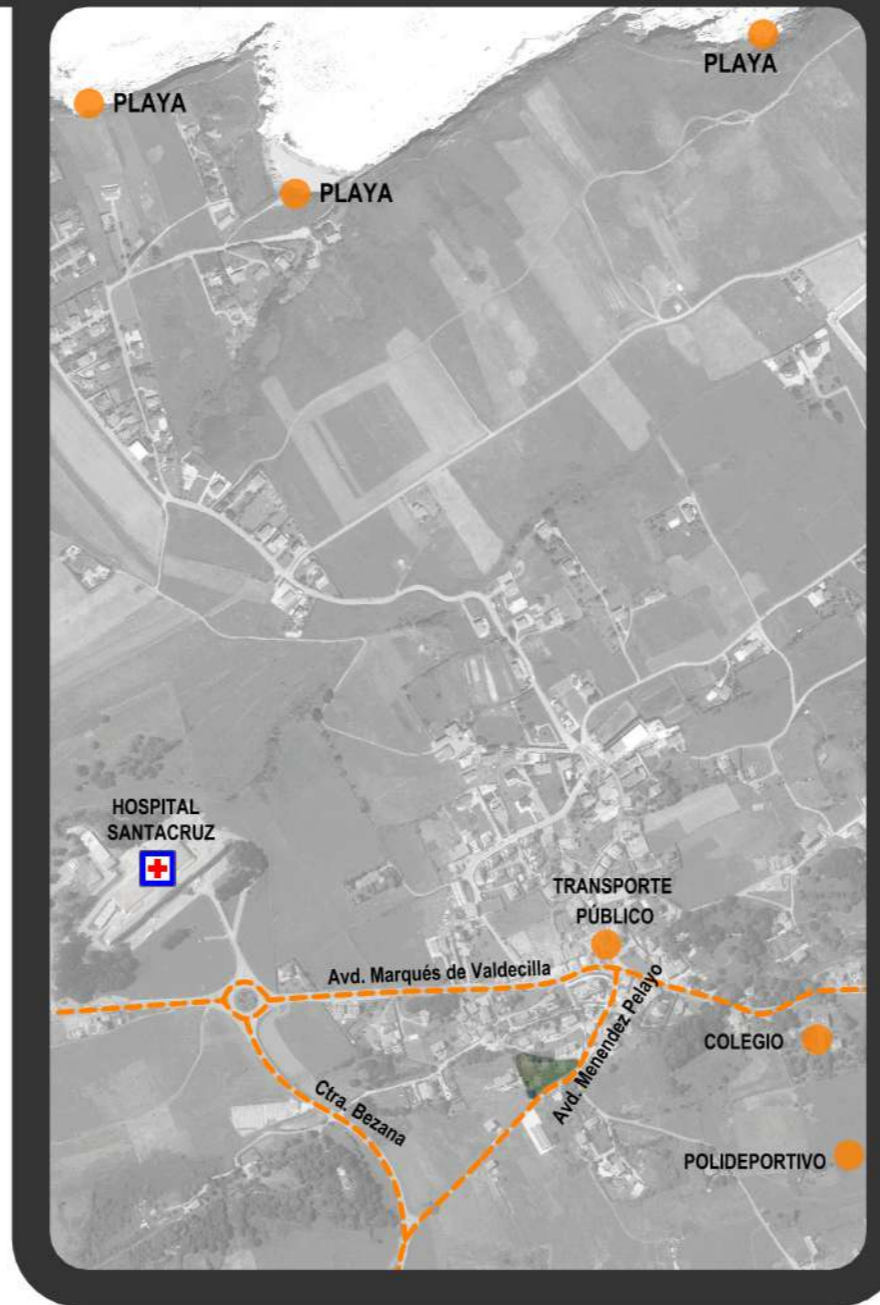 PLAYA
PLAYA
PLAYA
HOSPITAL
SANTACRUZ
TRANSPORTE
PÚBLICO
Avd. Marqués de Valdecilla
Avd. Menendez Pelayo
COLEGIO
Ctra. Bezana
POLIDEPORTIVO